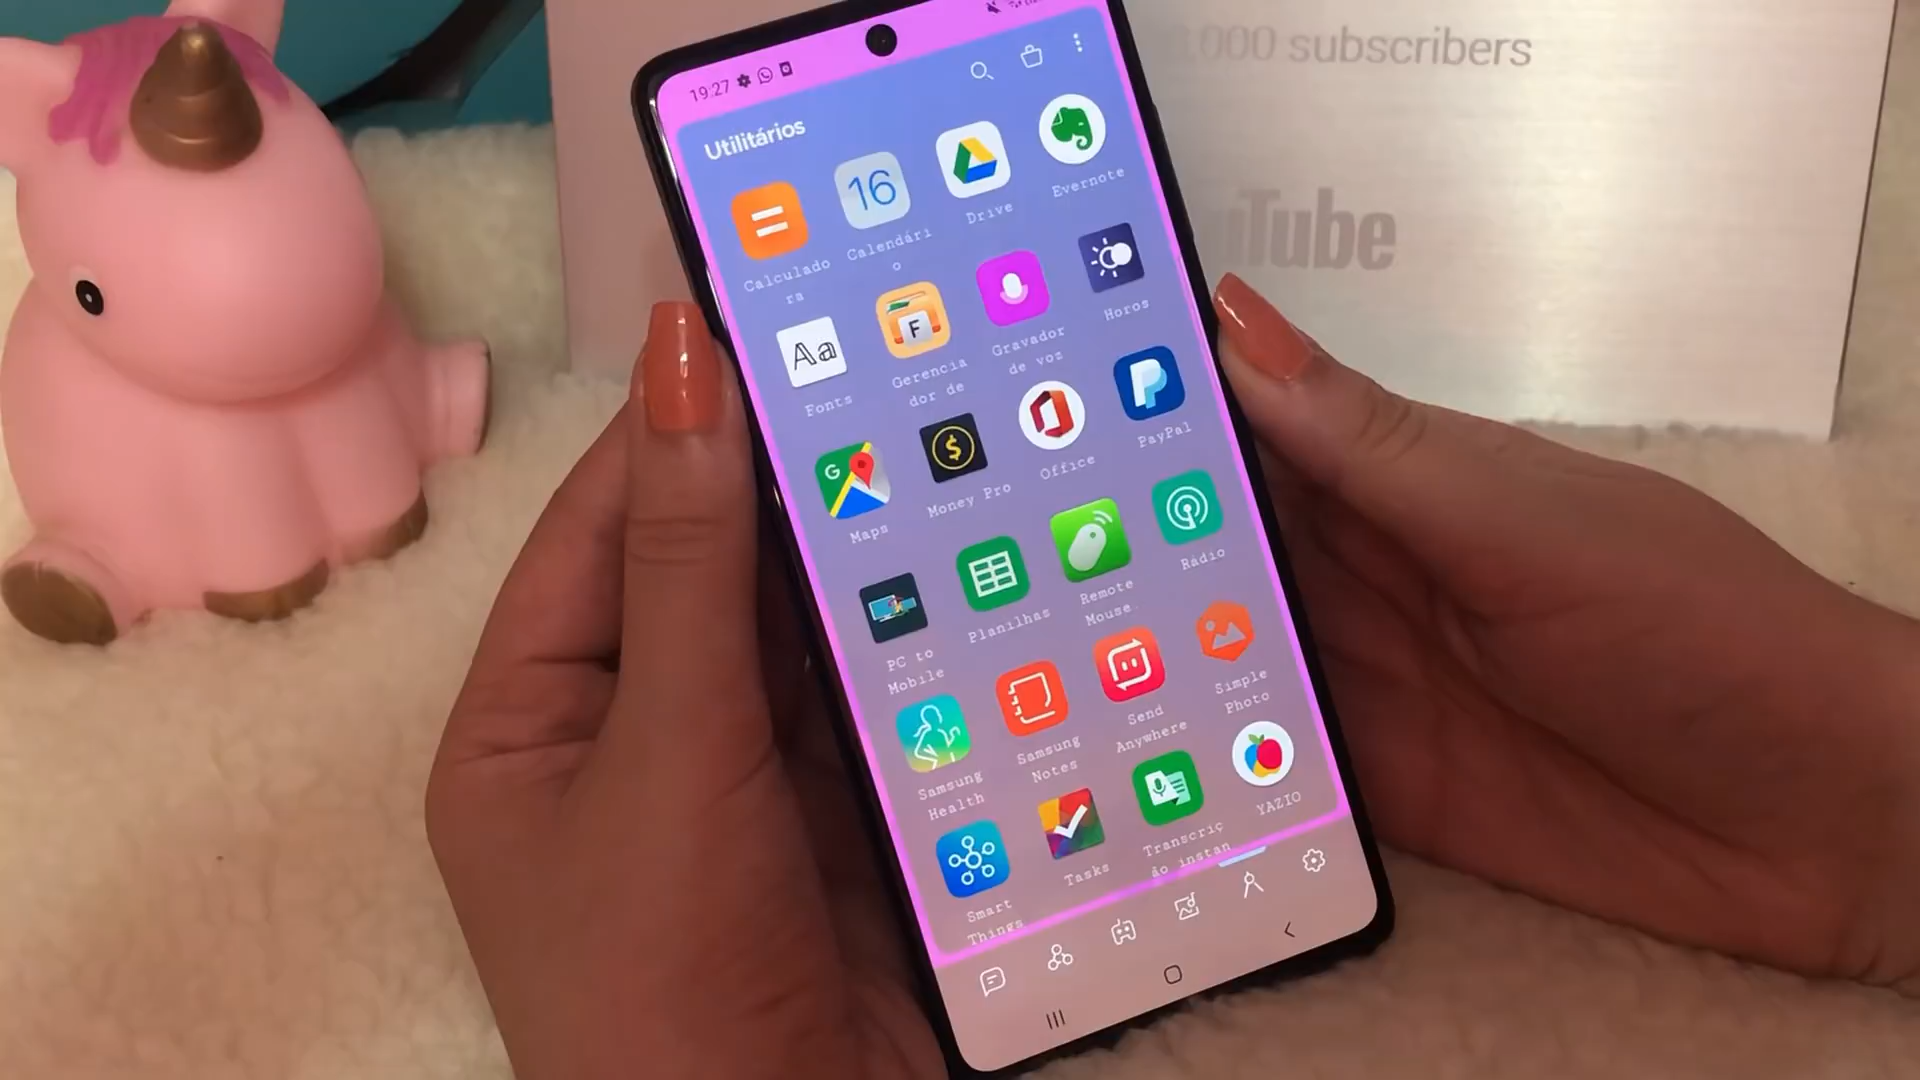 ,000 subscribers
uTube
19:27
Utilitários
16
Calculado
ra
Calendári
o
Drive
Evernote
Aa
Fonts
F
Gerencia
dor de
Gravador
de voz
Horos
G
Maps
$
Money Pro
Office
P
PayPal
PC to
Mobile
Planilhas
Remote
Mouse.
Rádio
Samsung
Health
Samsung
Notes
Send
Anywhere
Simple
Photo
Smart
Things
Tasks
Transcriç
ão instan
YAZIO